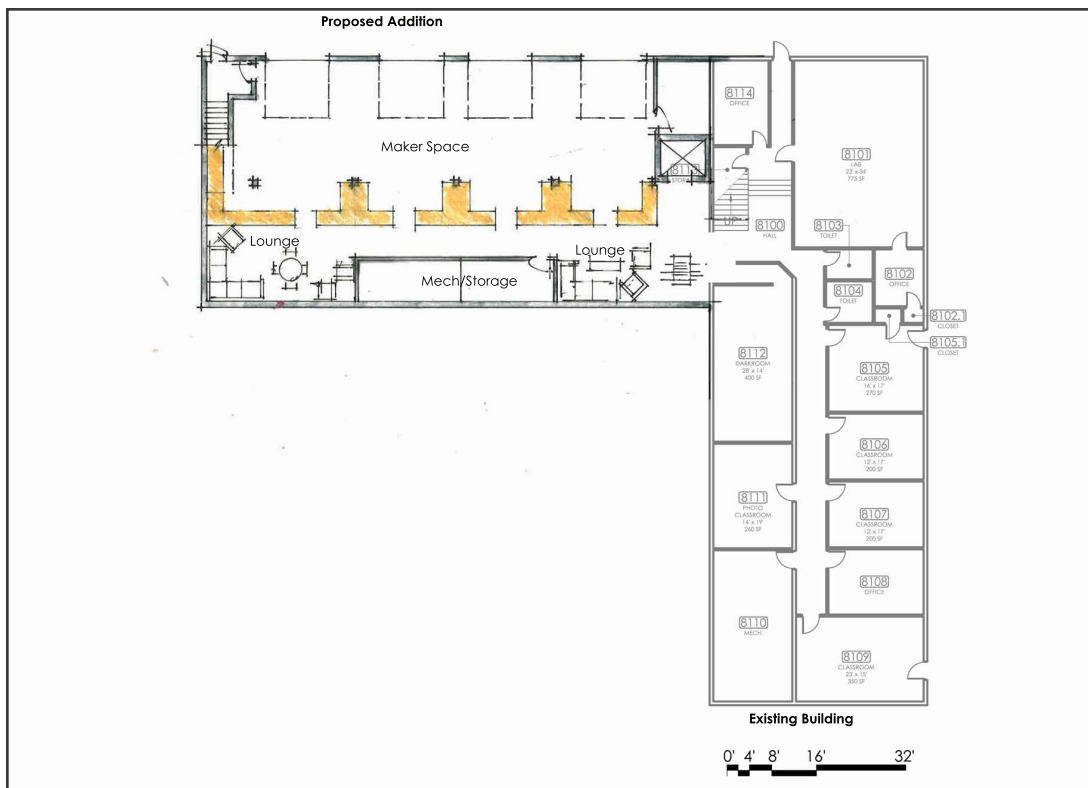 Proposed Addition
8114
OFFICE
Maker Space
8101
LAB
23' x 34'
775 SF
8113
STORAGE
UP
8100
HALL
8103
TOILET
Lounge
Lounge
8102
OFFICE
Mech/Storage
8104
TOILET
8102.1
CLOSET
8105.1
CLOSET
8112
DARKROOM
28' x 14'
400 SF
8105
CLASSROOM
16' x 17'
270 SF
8106
CLASSROOM
12' x 17'
200 SF
8111
PHOTO
CLASSROOM
14' x 19'
260 SF
8107
CLASSROOM
12' x 17'
200 SF
8108
OFFICE
8110
MECH.
8109
CLASSROOM
23' x 15'
350 SF
Existing Building
0' 4' 8' 16' 32'